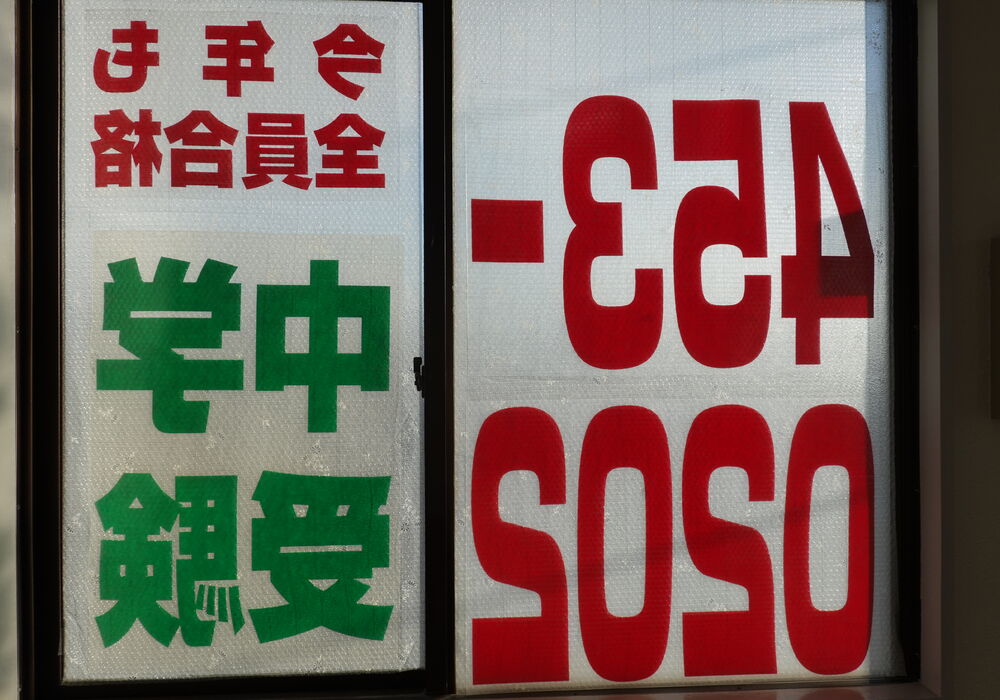 今年も
全員合格
中学
受験
453-
0202